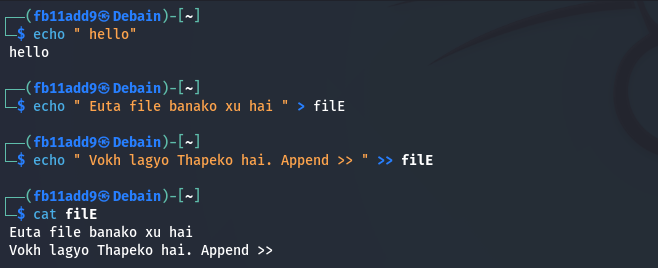 ┌──(fb11add9㉿Debain)-[~]
└─$ echo " hello"
 hello
┌──(fb11add9㉿Debain)-[~]
└─$ echo " Euta file banako xu hai " > filE
┌──(fb11add9㉿Debain)-[~]
└─$ echo " Vokh lagyo Thapeko hai. Append >> " >> filE
┌──(fb11add9㉿Debain)-[~]
└─$ cat filE
 Euta file banako xu hai
 Vokh lagyo Thapeko hai. Append >>